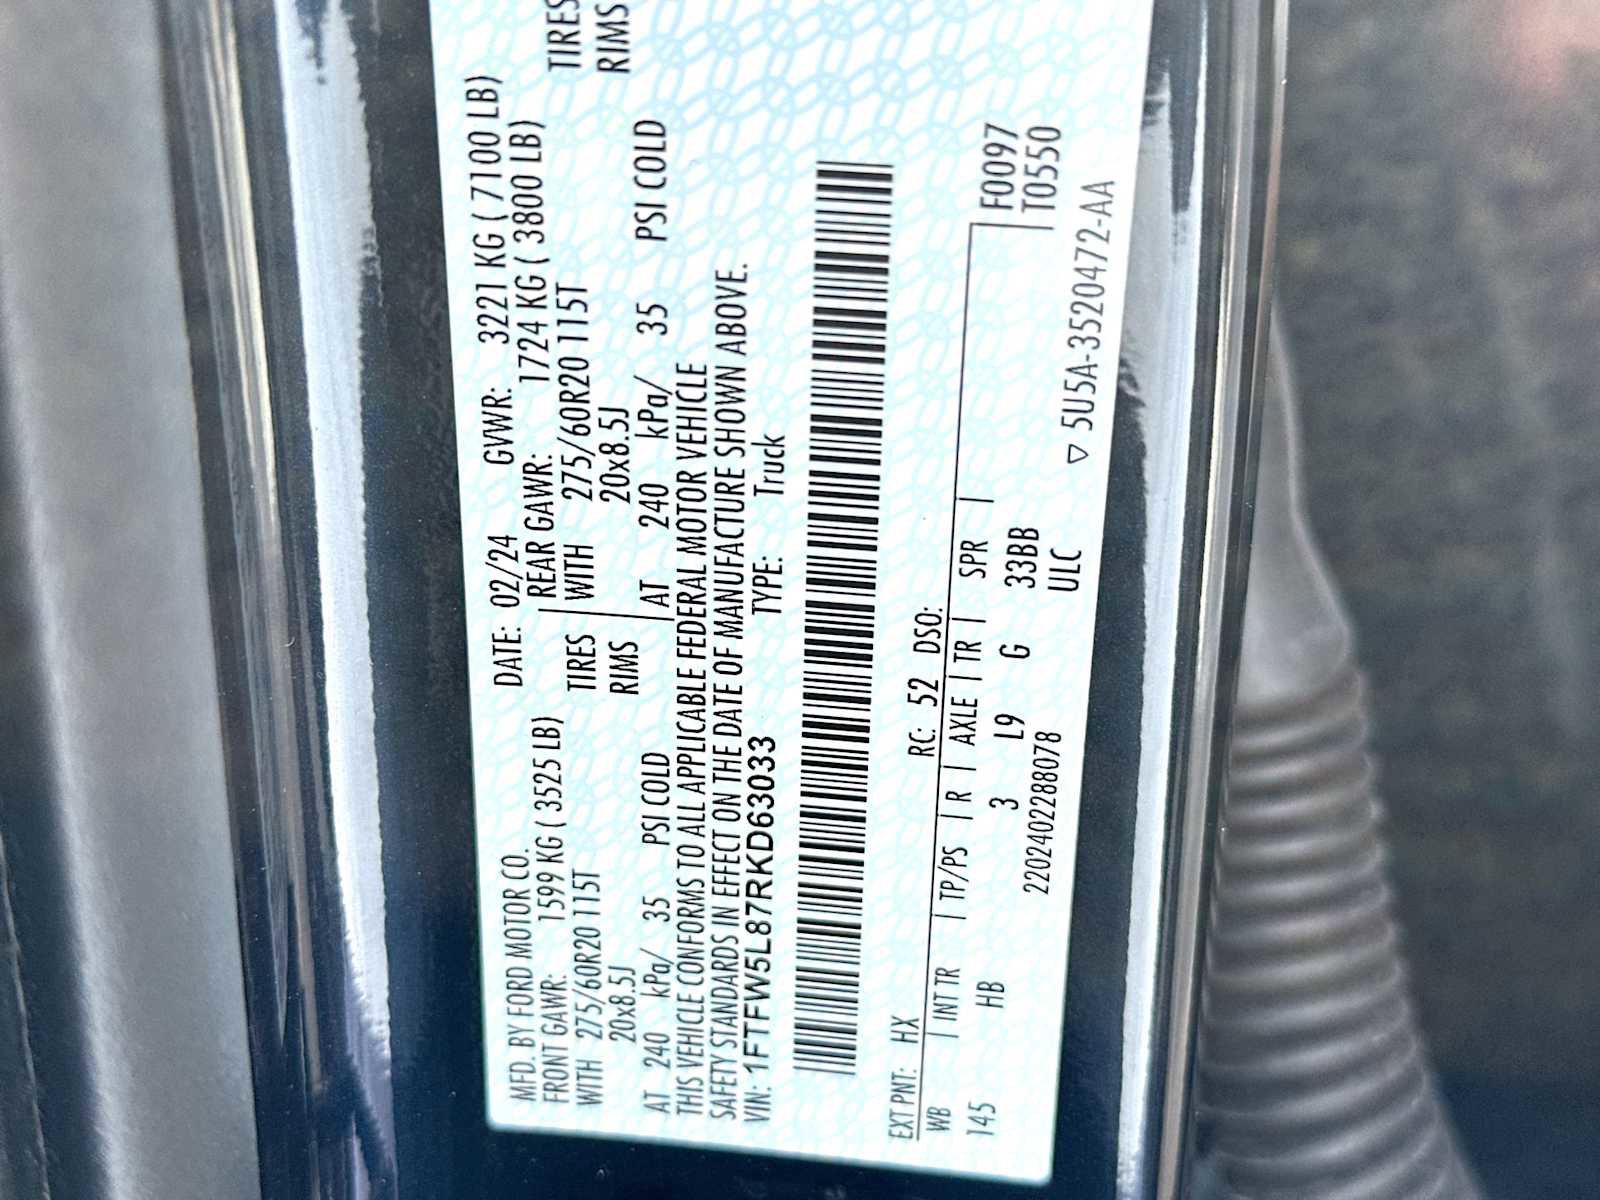 MFD. BY FORD MOTOR CO. DATE: 02/24 GVWR: 3221 KG ( 7100 LB)
FRONT GAWR: 1599 KG ( 3525 LB) REAR GAWR: 1724 KG ( 3800 LB)
WITH 275/60R20 115T TIRES WITH 275/60R20 115T TIRES
20x8.5J RIMS 20x8.5J RIMS
AT 240 kPa/ 35 PSI COLD AT 240 kPa/ 35 PSI COLD
THIS VEHICLE CONFORMS TO ALL APPLICABLE FEDERAL MOTOR VEHICLE
SAFETY STANDARDS IN EFFECT ON THE DATE OF MANUFACTURE SHOWN ABOVE.
VIN: 1FTFW5L87RKD63033 TYPE: Truck
EXT PNT: HX RC: 52 DSO:
WB | INT TR | TP/PS | R | AXLE | TR | SPR | F0097
145 HB 3 L9 G 33BB T0550
2202402288078 ULC
▽ 5U5A-3520472-AA